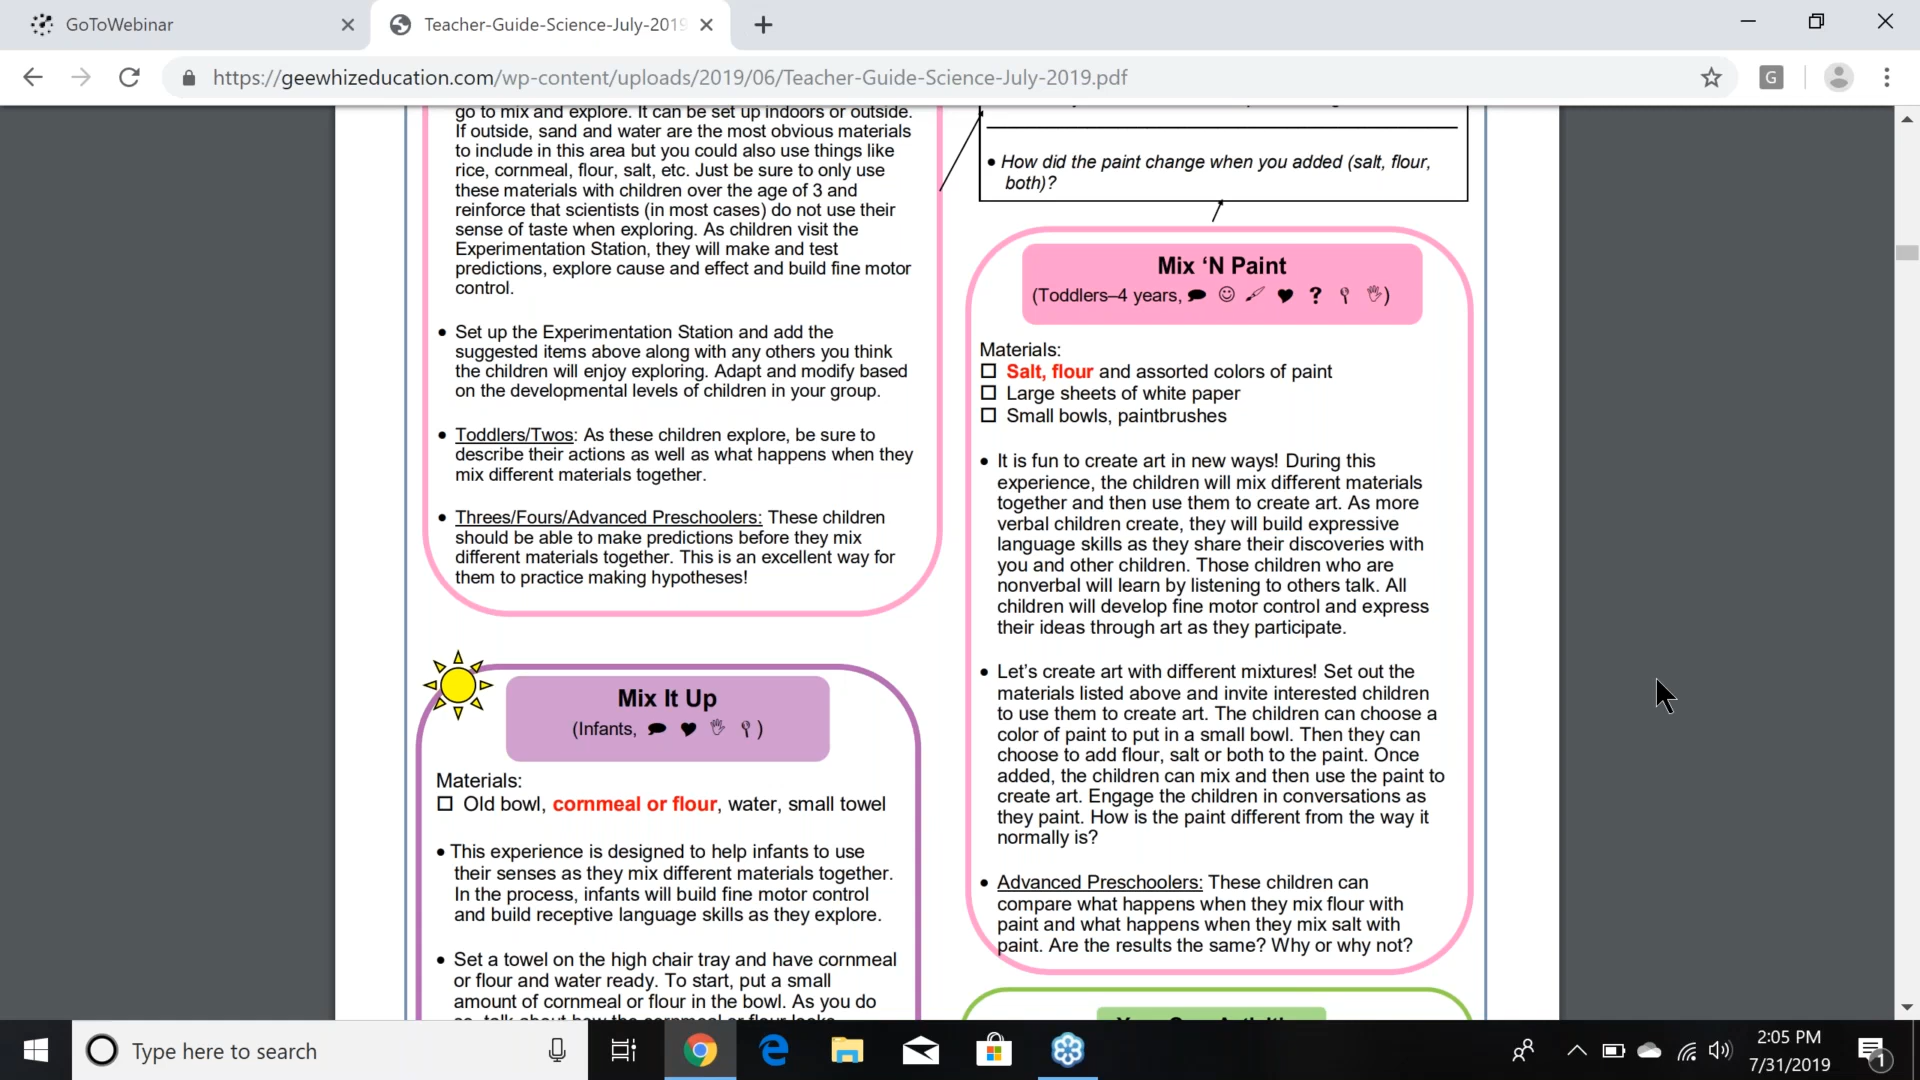 GoToWebinar
Teacher-Guide-Science-July-2019
https://geewhizeducation.com/wp-content/uploads/2019/06/Teacher-Guide-Science-July-2019.pdf
G
go to mix and explore. It can be set up indoors or outside.
If outside, sand and water are the most obvious materials
to include in this area but you could also use things like
rice, cornmeal, flour, salt, etc. Just be sure to only use
these materials with children over the age of 3 and
reinforce that scientists (in most cases) do not use their
sense of taste when exploring. As children visit the
Experimentation Station, they will make and test
predictions, explore cause and effect and build fine motor
control.
• Set up the Experimentation Station and add the
suggested items above along with any others you think
the children will enjoy exploring. Adapt and modify based
on the developmental levels of children in your group.
• Toddlers/Twos: As these children explore, be sure to
describe their actions as well as what happens when they
mix different materials together.
• Threes/Fours/Advanced Preschoolers: These children
should be able to make predictions before they mix
different materials together. This is an excellent way for
them to practice making hypotheses!
Mix It Up
(Infants, )
Materials:
☐ Old bowl, cornmeal or flour, water, small towel
• This experience is designed to help infants to use
their senses as they mix different materials together.
In the process, infants will build fine motor control
and build receptive language skills as they explore.
• Set a towel on the high chair tray and have cornmeal
or flour and water ready. To start, put a small
amount of cornmeal or flour in the bowl. As you do
• How did the paint change when you added (salt, flour,
both)?
Mix ‘N Paint
(Toddlers–4 years, ? )
Materials:
☐ Salt, flour and assorted colors of paint
☐ Large sheets of white paper
☐ Small bowls, paintbrushes
• It is fun to create art in new ways! During this
experience, the children will mix different materials
together and then use them to create art. As more
verbal children create, they will build expressive
language skills as they share their discoveries with
you and other children. Those children who are
nonverbal will learn by listening to others talk. All
children will develop fine motor control and express
their ideas through art as they participate.
• Let’s create art with different mixtures! Set out the
materials listed above and invite interested children
to use them to create art. The children can choose a
color of paint to put in a small bowl. Then they can
choose to add flour, salt or both to the paint. Once
added, the children can mix and then use the paint to
create art. Engage the children in conversations as
they paint. How is the paint different from the way it
normally is?
• Advanced Preschoolers: These children can
compare what happens when they mix flour with
paint and what happens when they mix salt with
paint. Are the results the same? Why or why not?
Type here to search
2:05 PM
7/31/2019
1